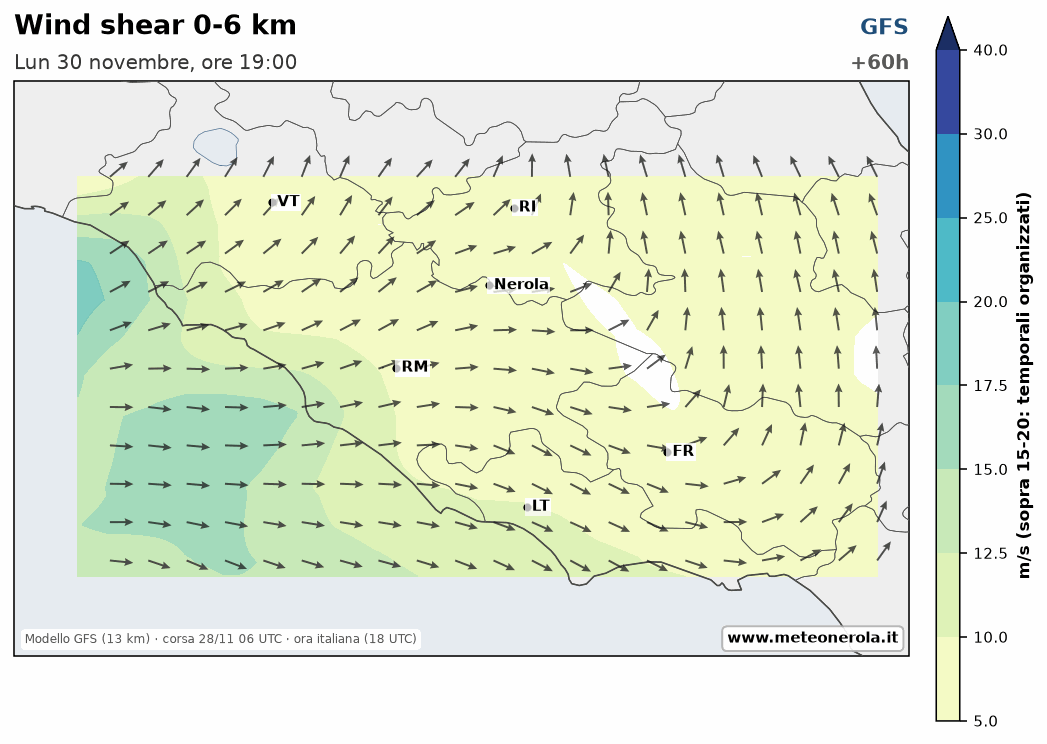 Wind shear 0-6 km
GFS
Lun 30 novembre, ore 19:00
+60h
VT
RI
Nerola
RM
FR
LT
40.0
30.0
25.0
20.0
17.5
15.0
12.5
10.0
5.0
m/s (sopra 15-20: temporali organizzati)
Modello GFS (13 km) · corsa 28/11 06 UTC · ora italiana (18 UTC)
www.meteonerola.it